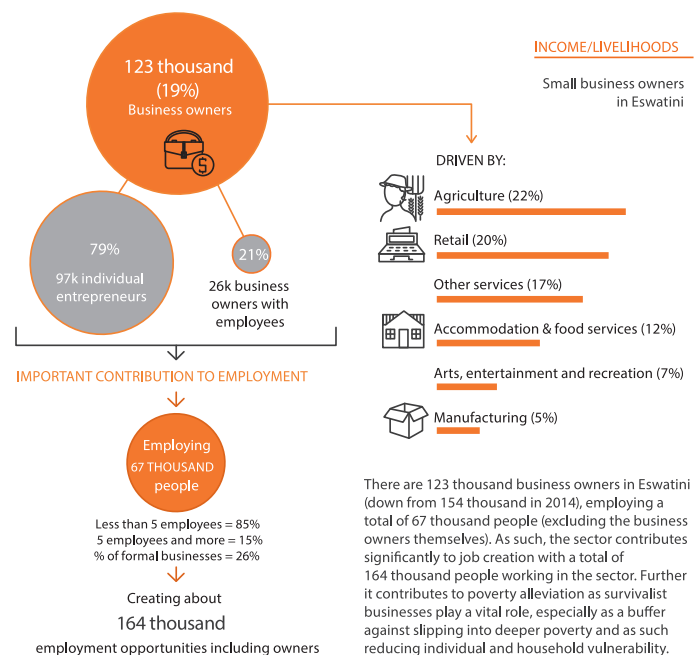 123 thousand
(19%)
Business owners
$
79%
97k individual
entrepreneurs
21%
26k business
owners with
employees
IMPORTANT CONTRIBUTION TO EMPLOYMENT
Employing
67 THOUSAND
people
Less than 5 employees = 85%
5 employees and more = 15%
% of formal businesses = 26%
Creating about
164 thousand
employment opportunities including owners
INCOME/LIVELIHOODS
Small business owners
in Eswatini
DRIVEN BY:
Agriculture (22%)
Retail (20%)
Other services (17%)
Accommodation & food services (12%)
Arts, entertainment and recreation (7%)
Manufacturing (5%)
There are 123 thousand business owners in Eswatini
(down from 154 thousand in 2014), employing a
total of 67 thousand people (excluding the business
owners themselves). As such, the sector contributes
significantly to job creation with a total of
164 thousand people working in the sector. Further
it contributes to poverty alleviation as survivalist
businesses play a vital role, especially as a buffer
against slipping into deeper poverty and as such
reducing individual and household vulnerability.